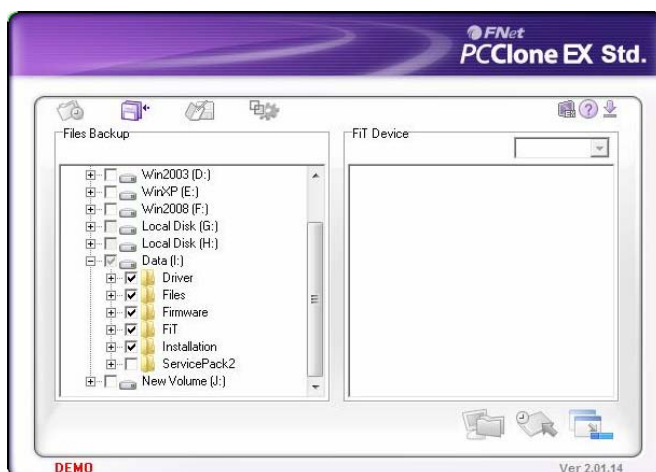 FNet
PCClone EX Std.
Files Backup
FiT Device
Win2003 (D:)
WinXP (E:)
Win2008 (F:)
Local Disk (G:)
Local Disk (H:)
Data (I:)
Driver
Files
Firmware
FiT
Installation
ServicePack2
New Volume (J:)
DEMO
Ver 2.01.14